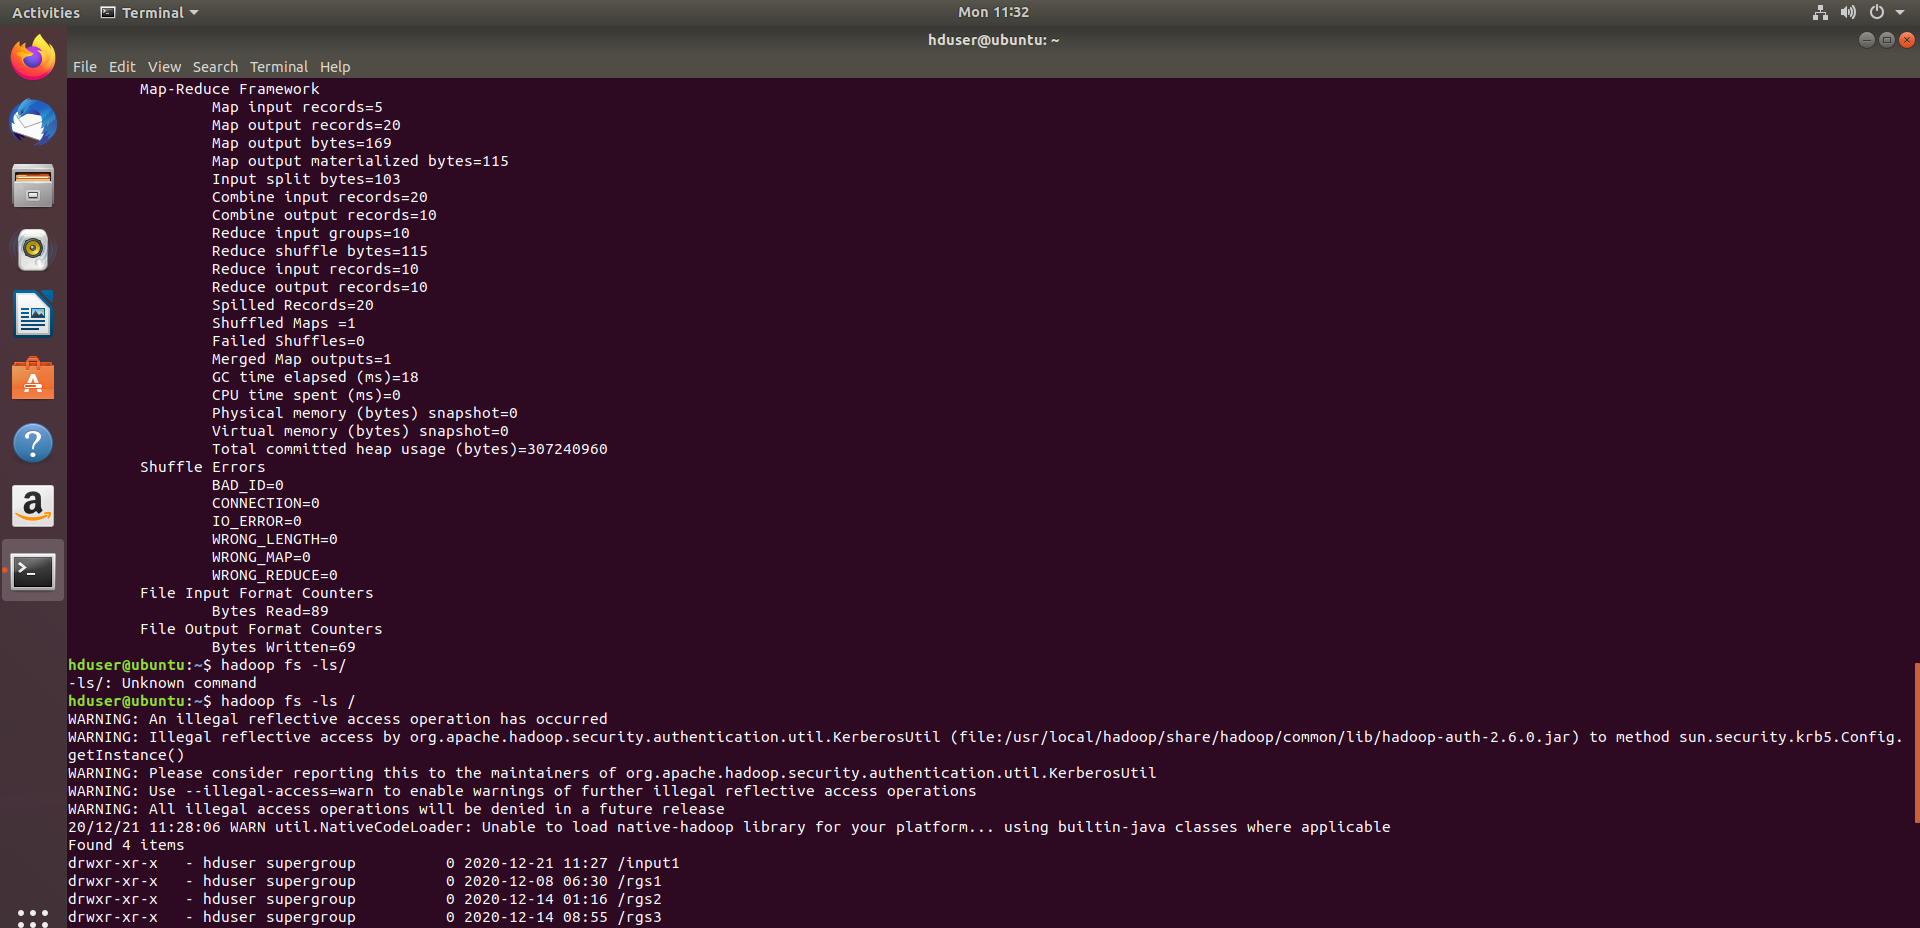 Activities Terminal Mon 11:32
hduser@ubuntu: ~
File Edit View Search Terminal Help
Map-Reduce Framework
Map input records=5
Map output records=20
Map output bytes=169
Map output materialized bytes=115
Input split bytes=103
Combine input records=20
Combine output records=10
Reduce input groups=10
Reduce shuffle bytes=115
Reduce input records=10
Reduce output records=10
Spilled Records=20
Shuffled Maps =1
Failed Shuffles=0
Merged Map outputs=1
GC time elapsed (ms)=18
CPU time spent (ms)=0
Physical memory (bytes) snapshot=0
Virtual memory (bytes) snapshot=0
Total committed heap usage (bytes)=307240960
Shuffle Errors
BAD_ID=0
CONNECTION=0
IO_ERROR=0
WRONG_LENGTH=0
WRONG_MAP=0
WRONG_REDUCE=0
File Input Format Counters
Bytes Read=89
File Output Format Counters
Bytes Written=69
hduser@ubuntu:~$ hadoop fs -ls/
-ls/: Unknown command
hduser@ubuntu:~$ hadoop fs -ls /
WARNING: An illegal reflective access operation has occurred
WARNING: Illegal reflective access by org.apache.hadoop.security.authentication.util.KerberosUtil (file:/usr/local/hadoop/share/hadoop/common/lib/hadoop-auth-2.6.0.jar) to method sun.security.krb5.Config.
getInstance()
WARNING: Please consider reporting this to the maintainers of org.apache.hadoop.security.authentication.util.KerberosUtil
WARNING: Use --illegal-access=warn to enable warnings of further illegal reflective access operations
WARNING: All illegal access operations will be denied in a future release
20/12/21 11:28:06 WARN util.NativeCodeLoader: Unable to load native-hadoop library for your platform... using builtin-java classes where applicable
Found 4 items
drwxr-xr-x   - hduser supergroup          0 2020-12-21 11:27 /input1
drwxr-xr-x   - hduser supergroup          0 2020-12-08 06:30 /rgs1
drwxr-xr-x   - hduser supergroup          0 2020-12-14 01:16 /rgs2
drwxr-xr-x   - hduser supergroup          0 2020-12-14 08:55 /rgs3